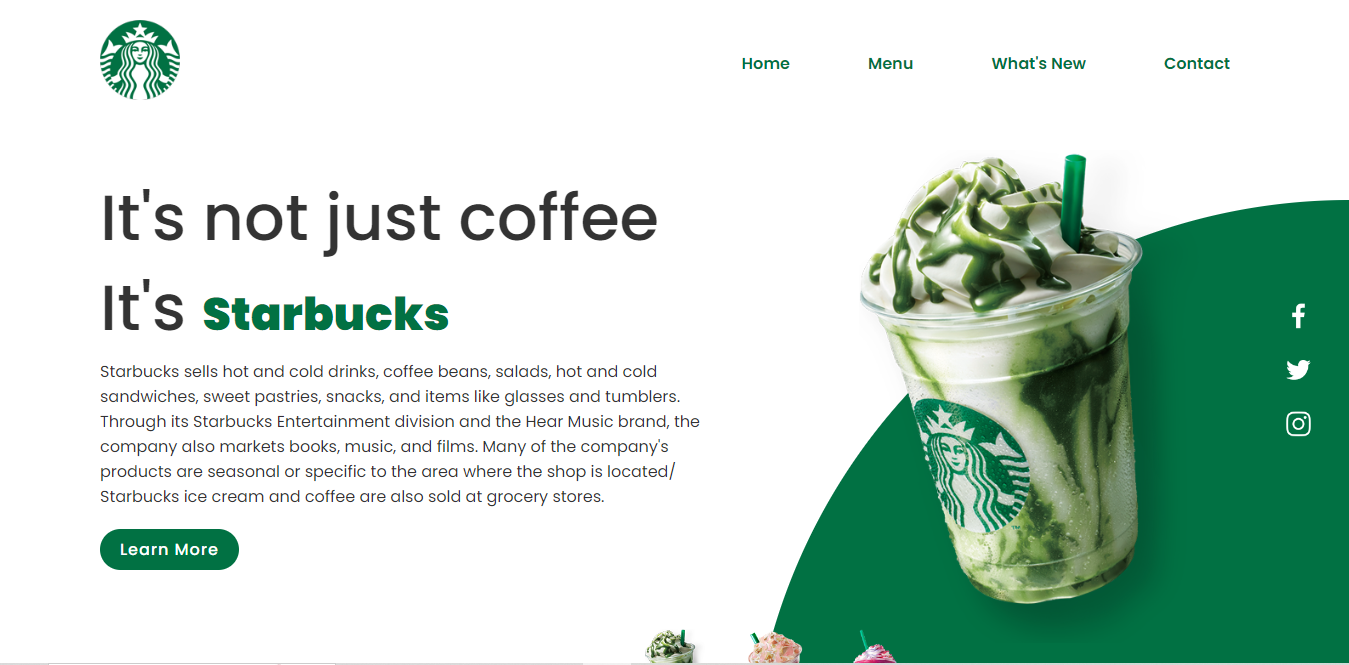 Home Menu What's New Contact
It's not just coffee
It's Starbucks
Starbucks sells hot and cold drinks, coffee beans, salads, hot and cold
sandwiches, sweet pastries, snacks, and items like glasses and tumblers.
Through its Starbucks Entertainment division and the Hear Music brand, the
company also markets books, music, and films. Many of the company's
products are seasonal or specific to the area where the shop is located/
Starbucks ice cream and coffee are also sold at grocery stores.
Learn More